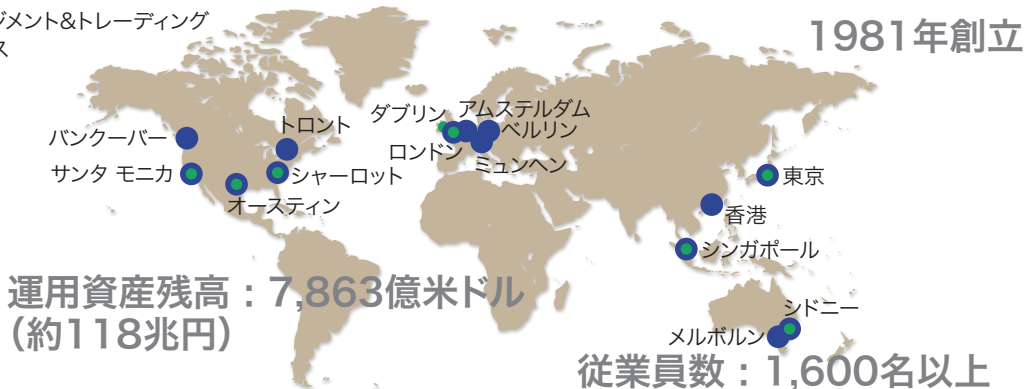 ジメント&トレーディング
ス
1981年創立
ダブリン
アムステルダム
バンクーバー
トロント
ベルリン
ロンドン
ミュンヘン
サンタ モニカ
シャーロット
東京
オースティン
香港
シンガポール
運用資産残高：7,863億米ドル
（約118兆円）
シドニー
メルボルン
従業員数：1,600名以上